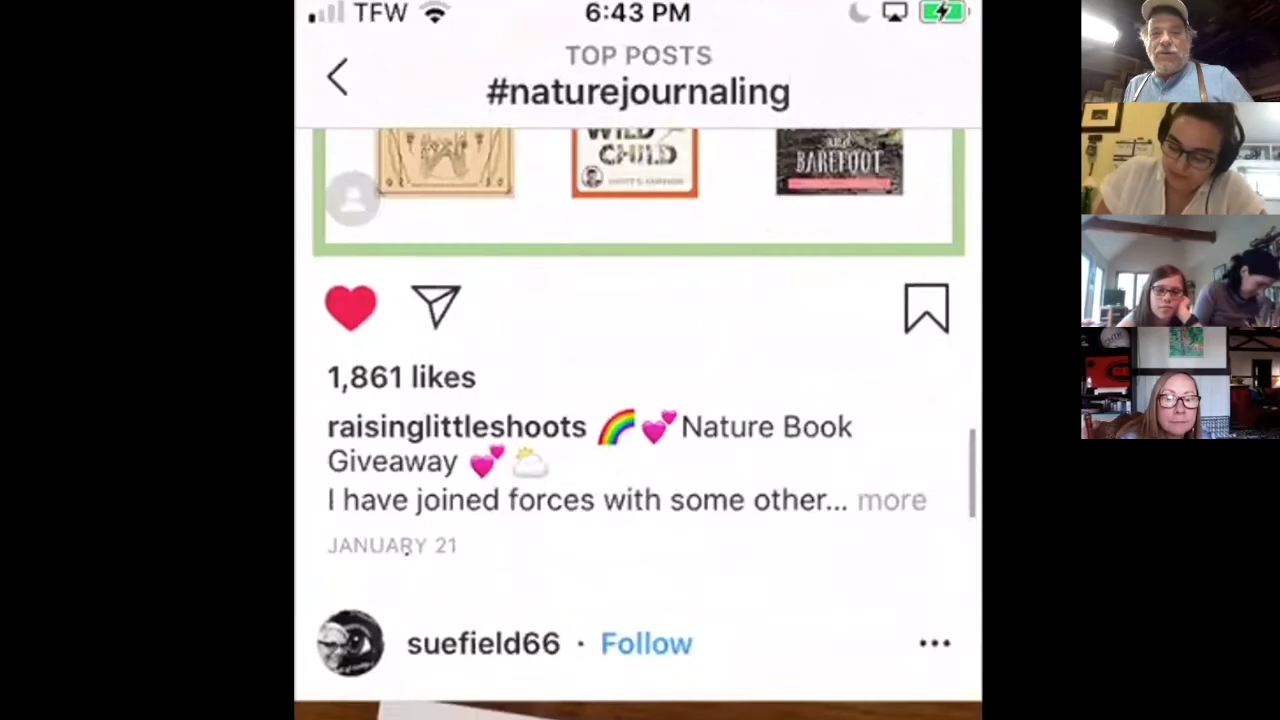 TFW
6:43 PM
TOP POSTS
#naturejournaling
WILD
CHILD
and
BAREFOOT
1,861 likes
raisinglittleshoots 🌈💕Nature Book
Giveaway 💕🌥
I have joined forces with some other... more
JANUARY 21
suefield66 · Follow